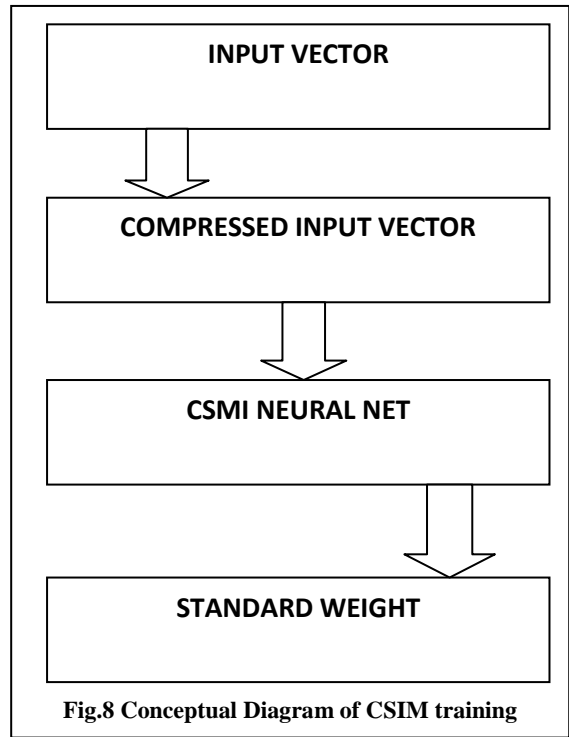 INPUT VECTOR
COMPRESSED INPUT VECTOR
CSMI NEURAL NET
STANDARD WEIGHT
Fig.8 Conceptual Diagram of CSIM training